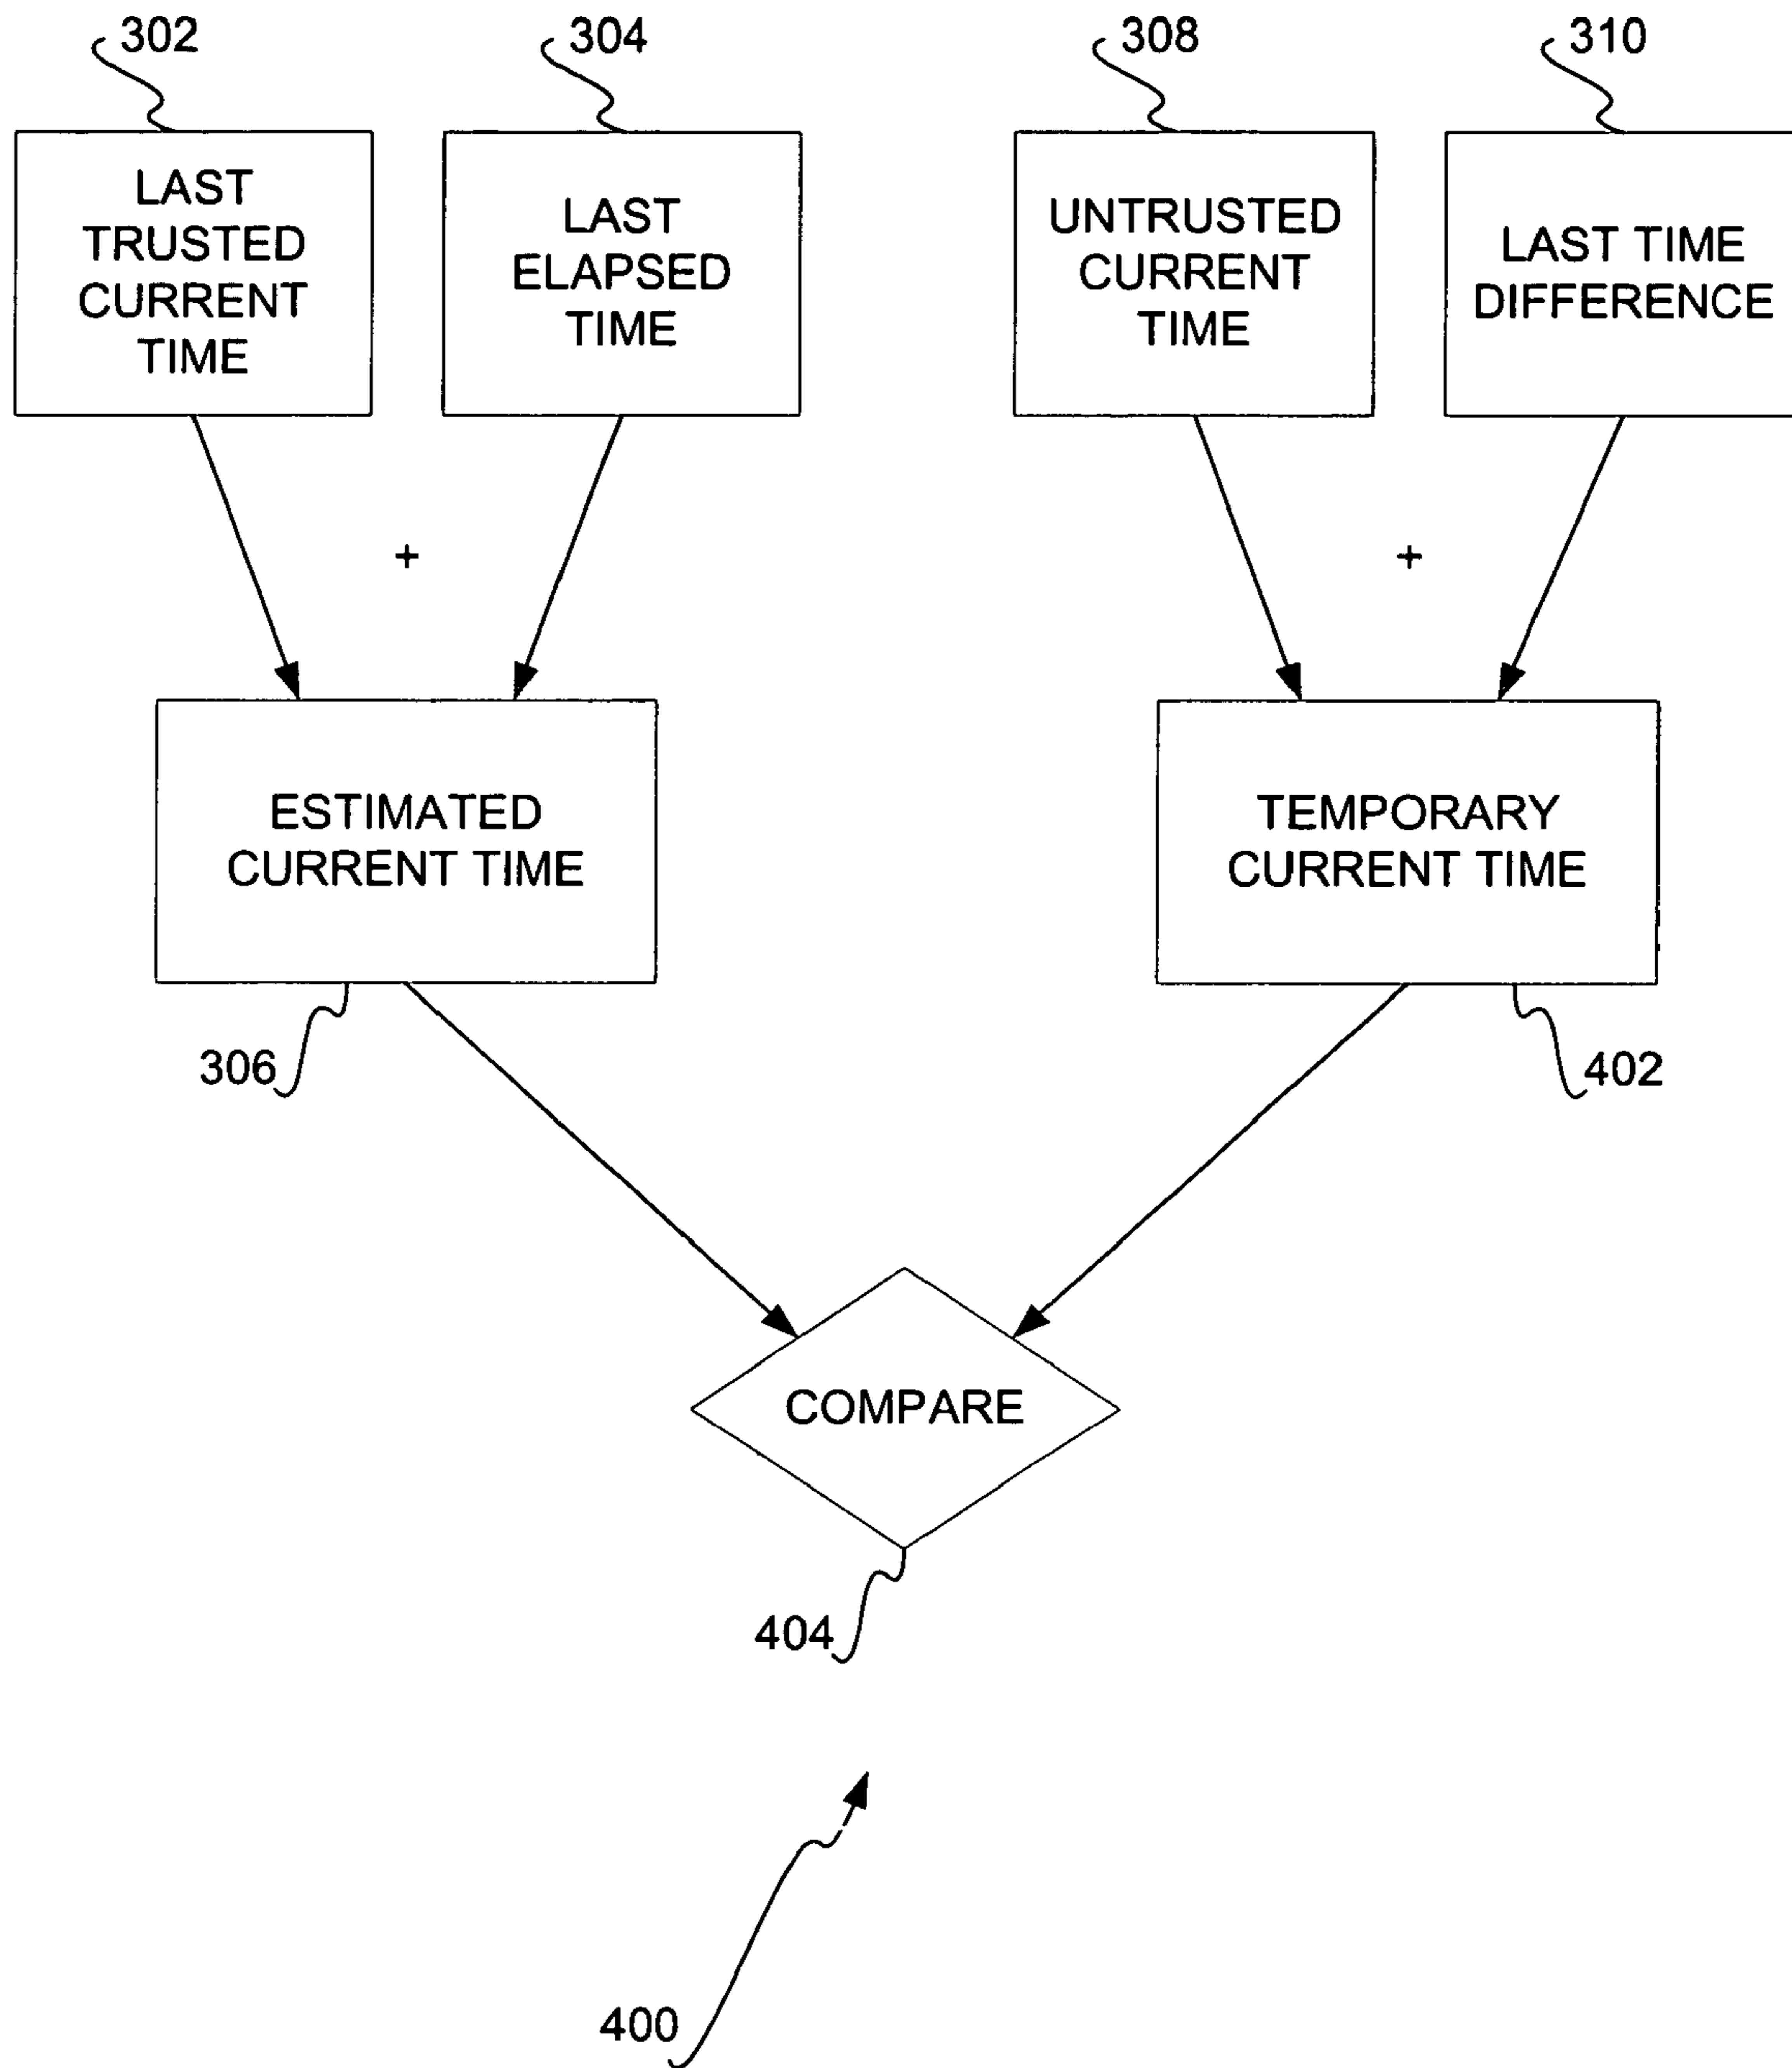 302
304
308
310
LAST
TRUSTED
CURRENT
TIME
LAST
ELAPSED
TIME
UNTRUSTED
CURRENT
TIME
LAST TIME
DIFFERENCE
+
+
ESTIMATED
CURRENT TIME
TEMPORARY
CURRENT TIME
306
402
COMPARE
404
400